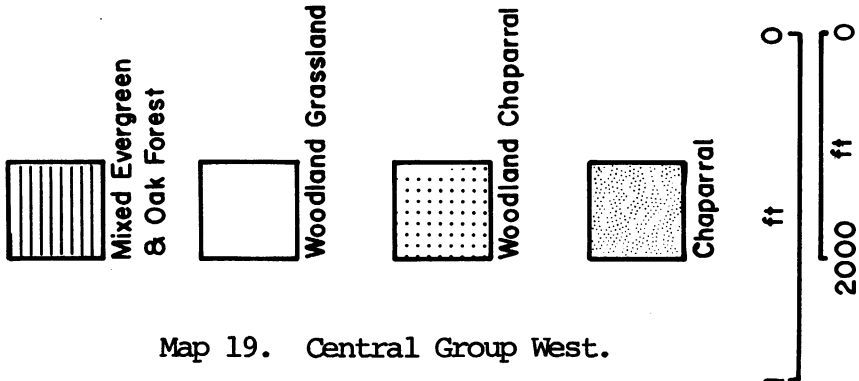 Mixed Evergreen
& Oak Forest
Woodland Grassland
Woodland Chaparral
Chaparral
0
ft
0
ft
2000
Map 19. Central Group West.